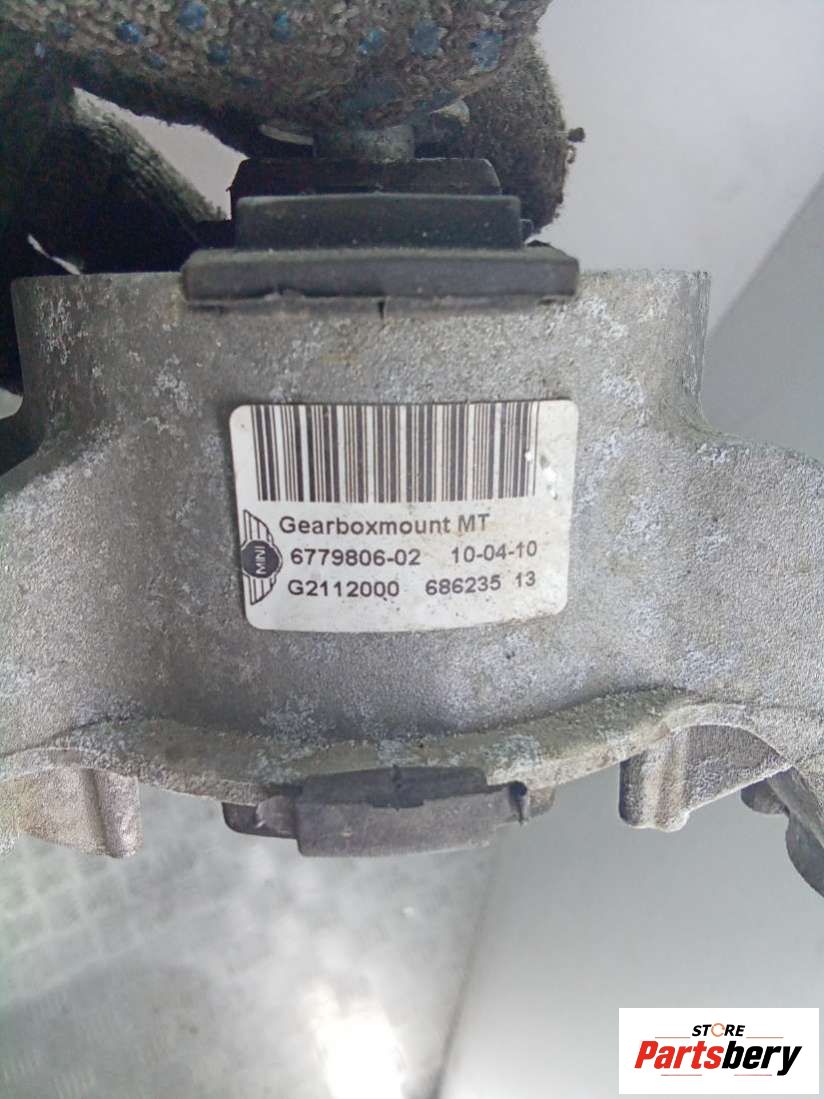 Gearboxmount MT
MINI
6779806-02 10-04-10
G2112000 686235 13
STORE
Partsbery